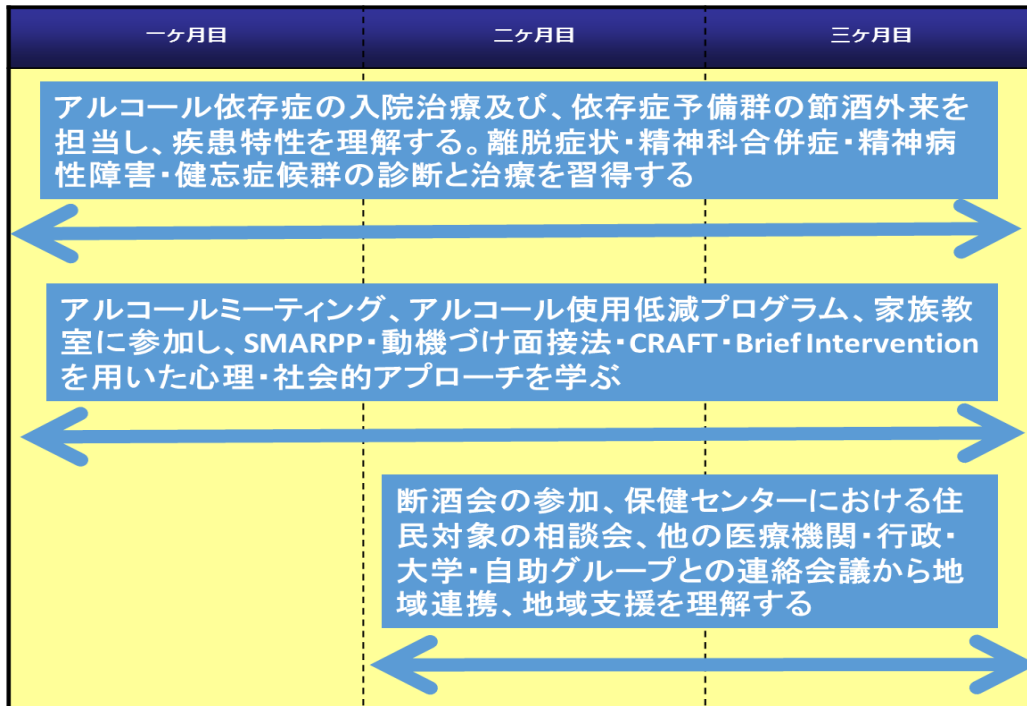 一ヶ月目
二ヶ月目
三ヶ月目
アルコール依存症の入院治療及び、依存症予備群の節酒外来を
担当し、疾患特性を理解する。離脱症状・精神科合併症・精神病
性障害・健忘症候群の診断と治療を習得する
アルコールミーティング、アルコール使用低減プログラム、家族教
室に参加し、SMARPP・動機づけ面接法・CRAFT・Brief Intervention
を用いた心理・社会的アプローチを学ぶ
断酒会の参加、保健センターにおける住
民対象の相談会、他の医療機関・行政・
大学・自助グループとの連絡会議から地
域連携、地域支援を理解する